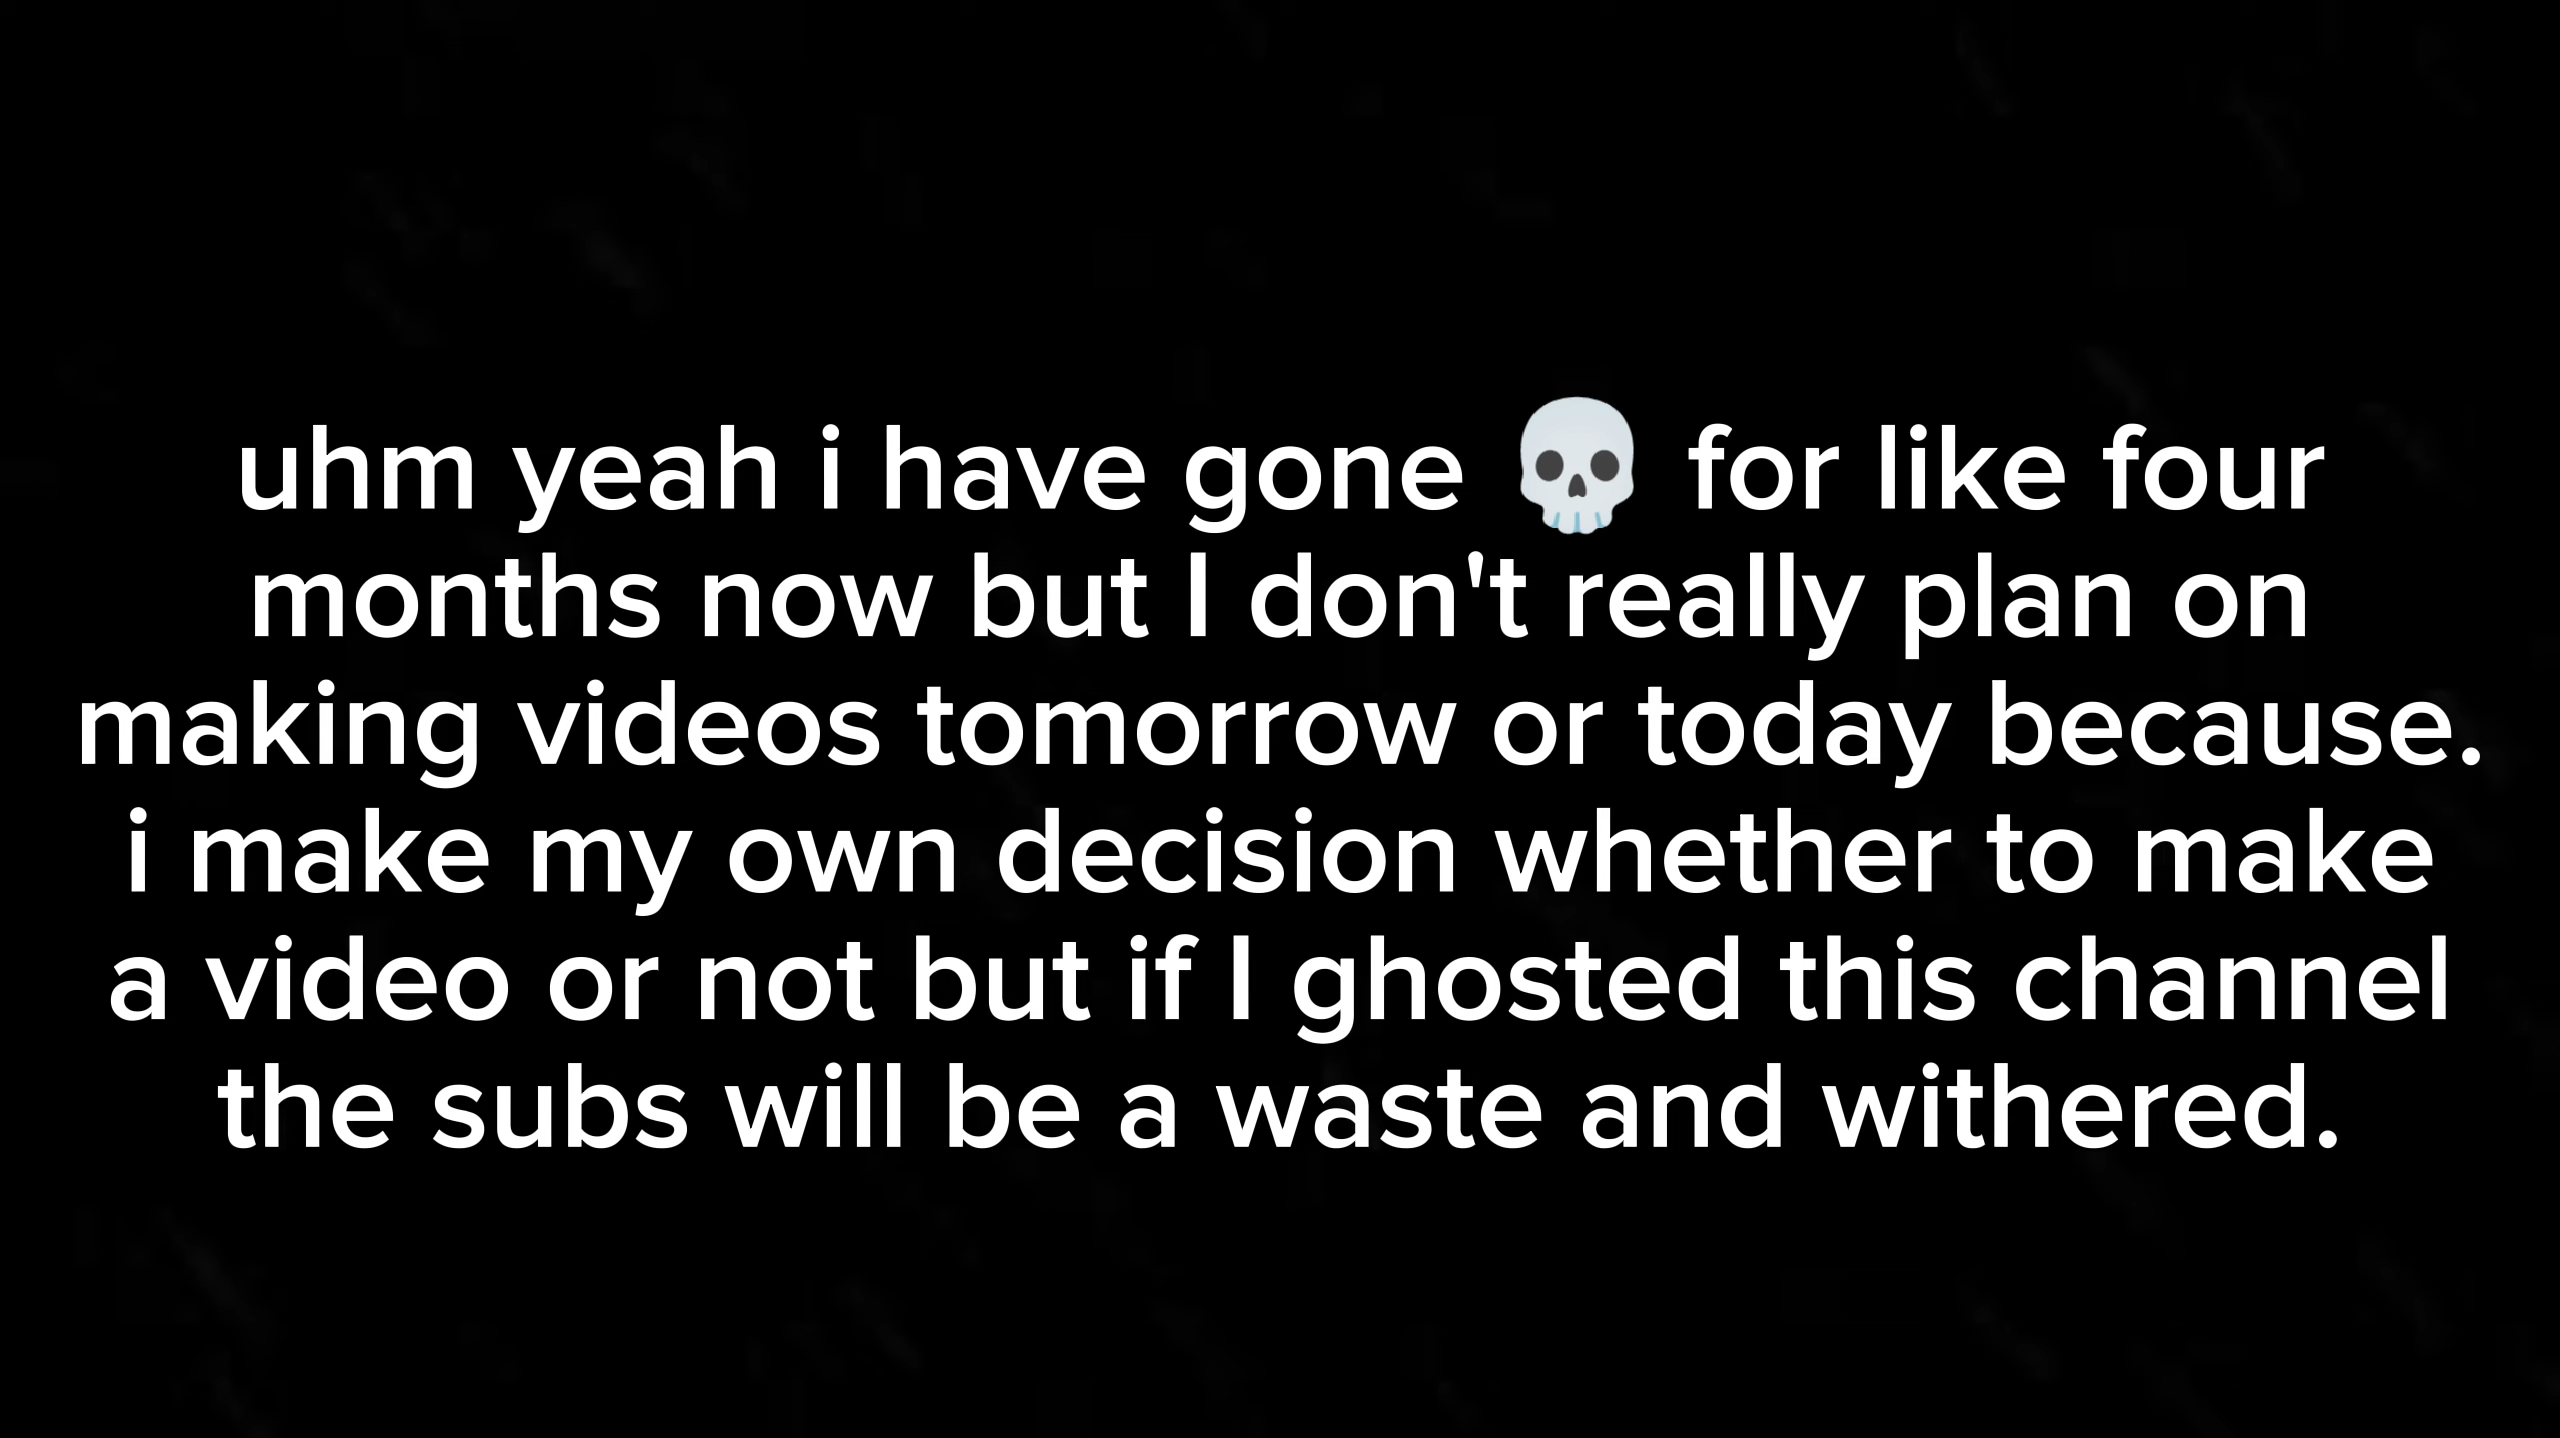 uhm yeah i have gone 💀 for like four
months now but I don't really plan on
making videos tomorrow or today because.
i make my own decision whether to make
a video or not but if I ghosted this channel
the subs will be a waste and withered.